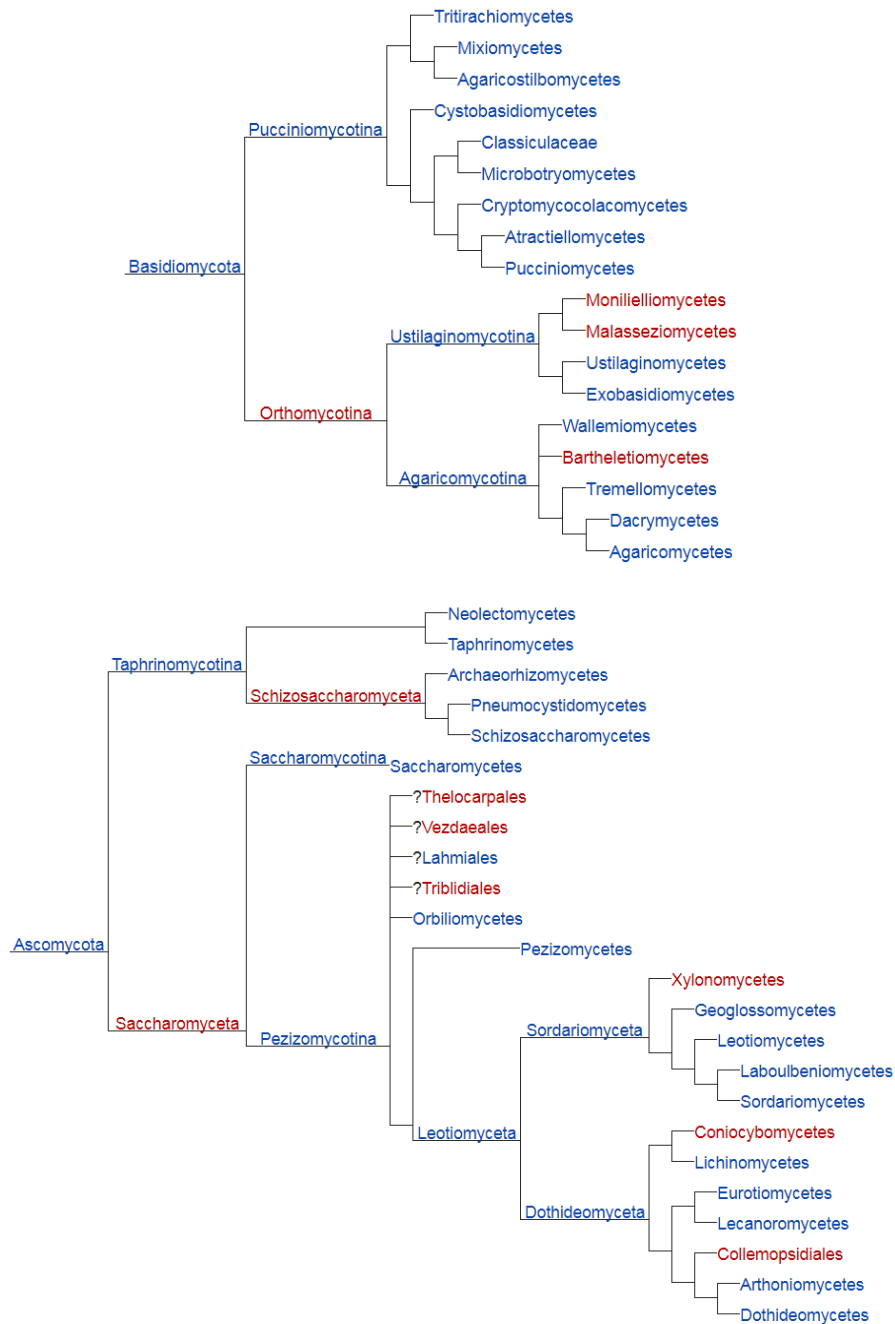 Tritirachiomycetes
Mixiomycetes
Agaricostilbomycetes
Cystobasidiomycetes
Pucciniomycotina
Classiculaceae
Microbotryomycetes
Cryptomycocolacomycetes
Atractiellomycetes
Basidiomycota
Pucciniomycetes
Moniliellomycetes
Malasseziomycetes
Ustilaginomycotina
Ustilaginomycetes
Exobasidiomycetes
Orthomycotina
Wallemiomycetes
Bartheletiomycetes
Agaricomycotina
Tremellomycetes
Dacrymycetes
Agaricomycetes
Neolectomycetes
Taphrinomycetes
Taphrinomycotina
Archaeorhizomycetes
Schizosaccharomyceta
Pneumocystidomycetes
Schizosaccharomycetes
Saccharomycotina
Saccharomycetes
?Thelocarpales
?Vezdaeales
?Lahmiales
?Triblidiales
Orbiliomycetes
Ascomycota
Pezizomycetes
Xylonomycetes
Geoglossomycetes
Saccharomyceta
Pezizomycotina
Sordariomyceta
Leotiomycetes
Laboulbeniomycetes
Sordariomycetes
Leotiomyceta
Coniocybomycetes
Lichinomycetes
Eurotiomycetes
Dothideomyceta
Lecanoromycetes
Collemopsidiales
Arthoniomycetes
Dothideomycetes